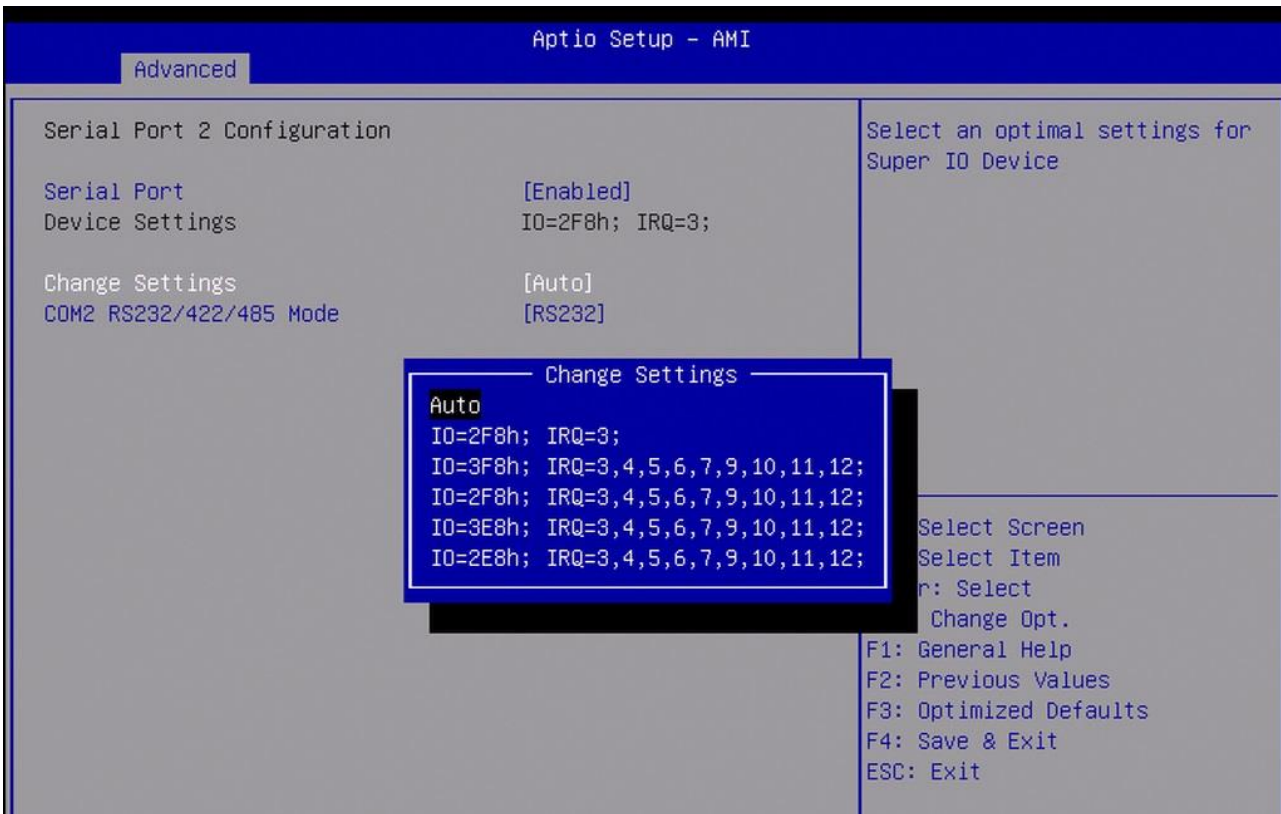 Aptio Setup – AMI
Advanced
Serial Port 2 Configuration
Serial Port [Enabled]
Device Settings IO=2F8h; IRQ=3;
Change Settings [Auto]
COM2 RS232/422/485 Mode [RS232]
Select an optimal settings for
Super IO Device
Change Settings
Auto
IO=2F8h; IRQ=3;
IO=3F8h; IRQ=3,4,5,6,7,9,10,11,12;
IO=2F8h; IRQ=3,4,5,6,7,9,10,11,12;
IO=3E8h; IRQ=3,4,5,6,7,9,10,11,12;
IO=2E8h; IRQ=3,4,5,6,7,9,10,11,12;
Select Screen
Select Item
r: Select
Change Opt.
F1: General Help
F2: Previous Values
F3: Optimized Defaults
F4: Save & Exit
ESC: Exit